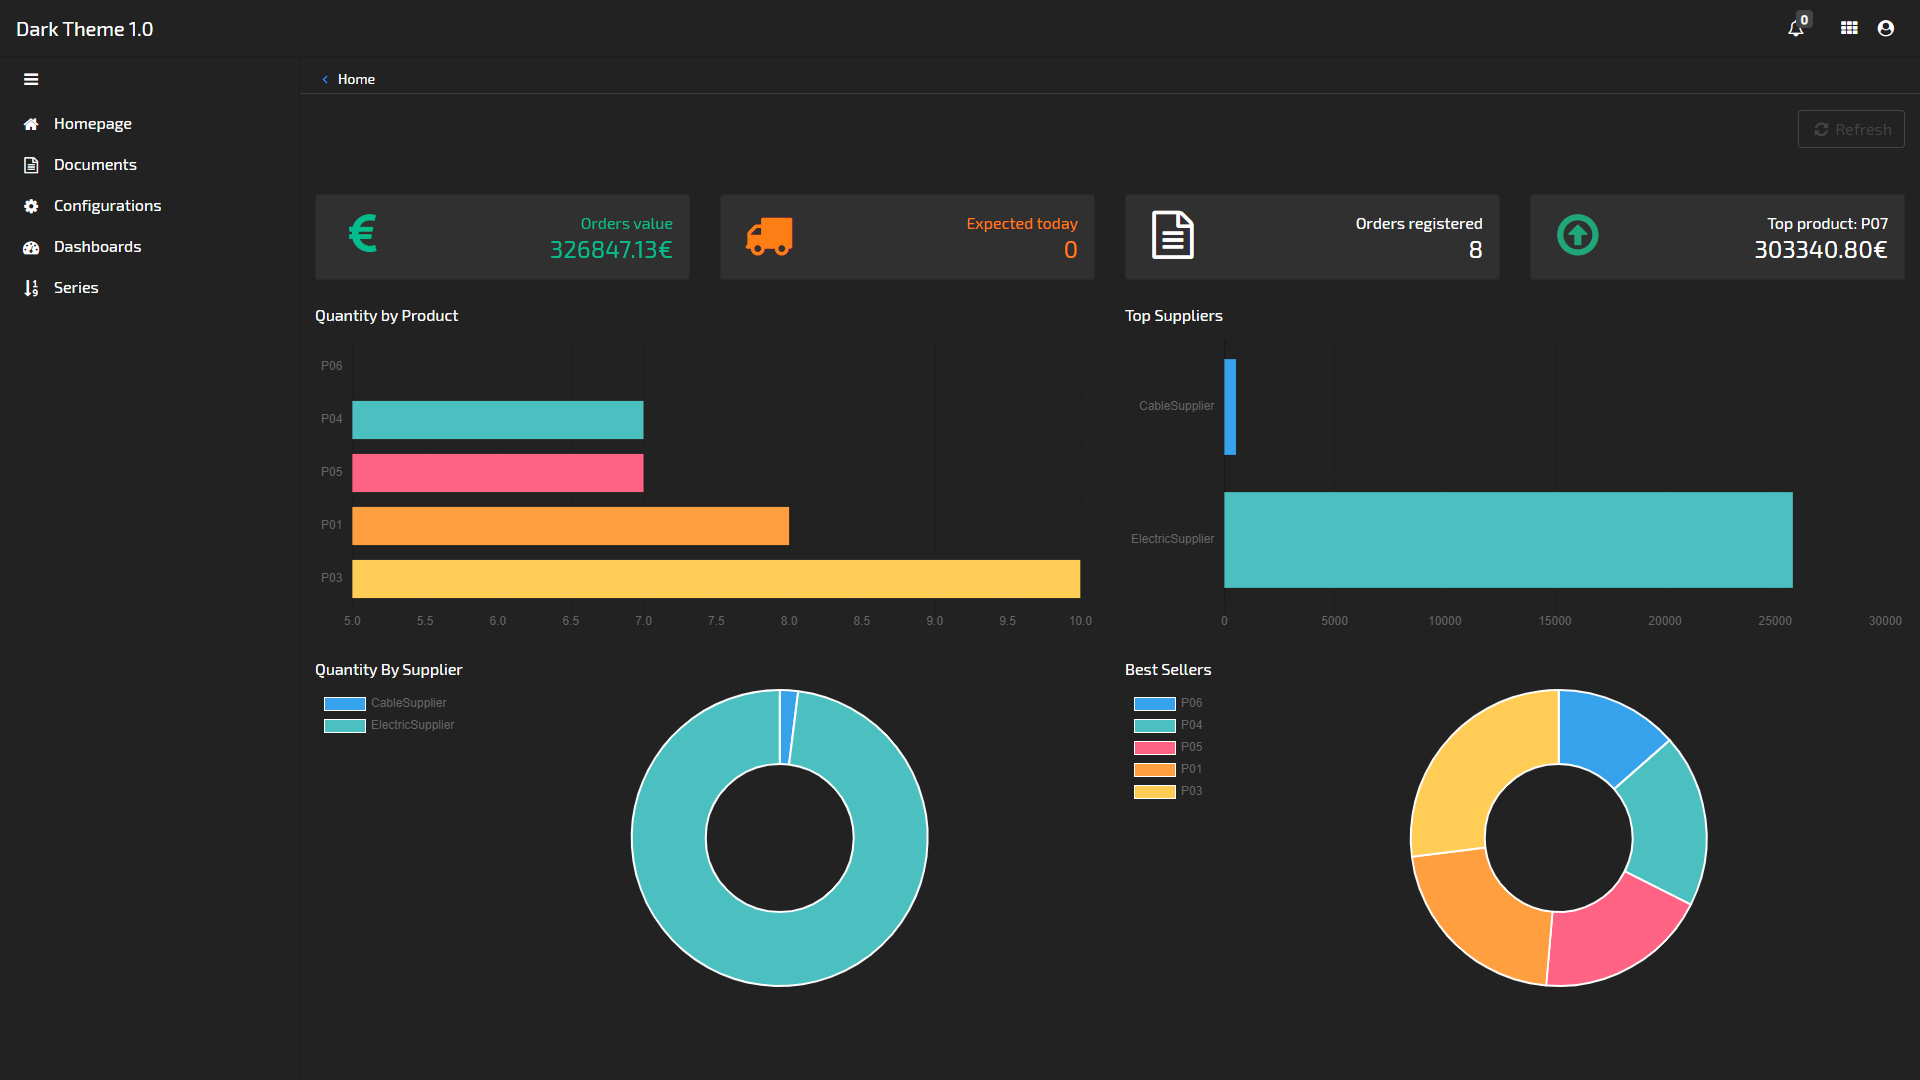 Dark Theme 1.0
0
Home
Homepage
Documents
Configurations
Dashboards
Series
Refresh
Orders value
326847.13€
Expected today
0
Orders registered
8
Top product: P07
303340.80€
Quantity by Product
P06
P04
P05
P01
P03
5.0 5.5 6.0 6.5 7.0 7.5 8.0 8.5 9.0 9.5 10.0
Top Suppliers
CableSupplier
ElectricSupplier
0 5000 10000 15000 20000 25000 30000
Quantity By Supplier
CableSupplier
ElectricSupplier
Best Sellers
P06
P04
P05
P01
P03